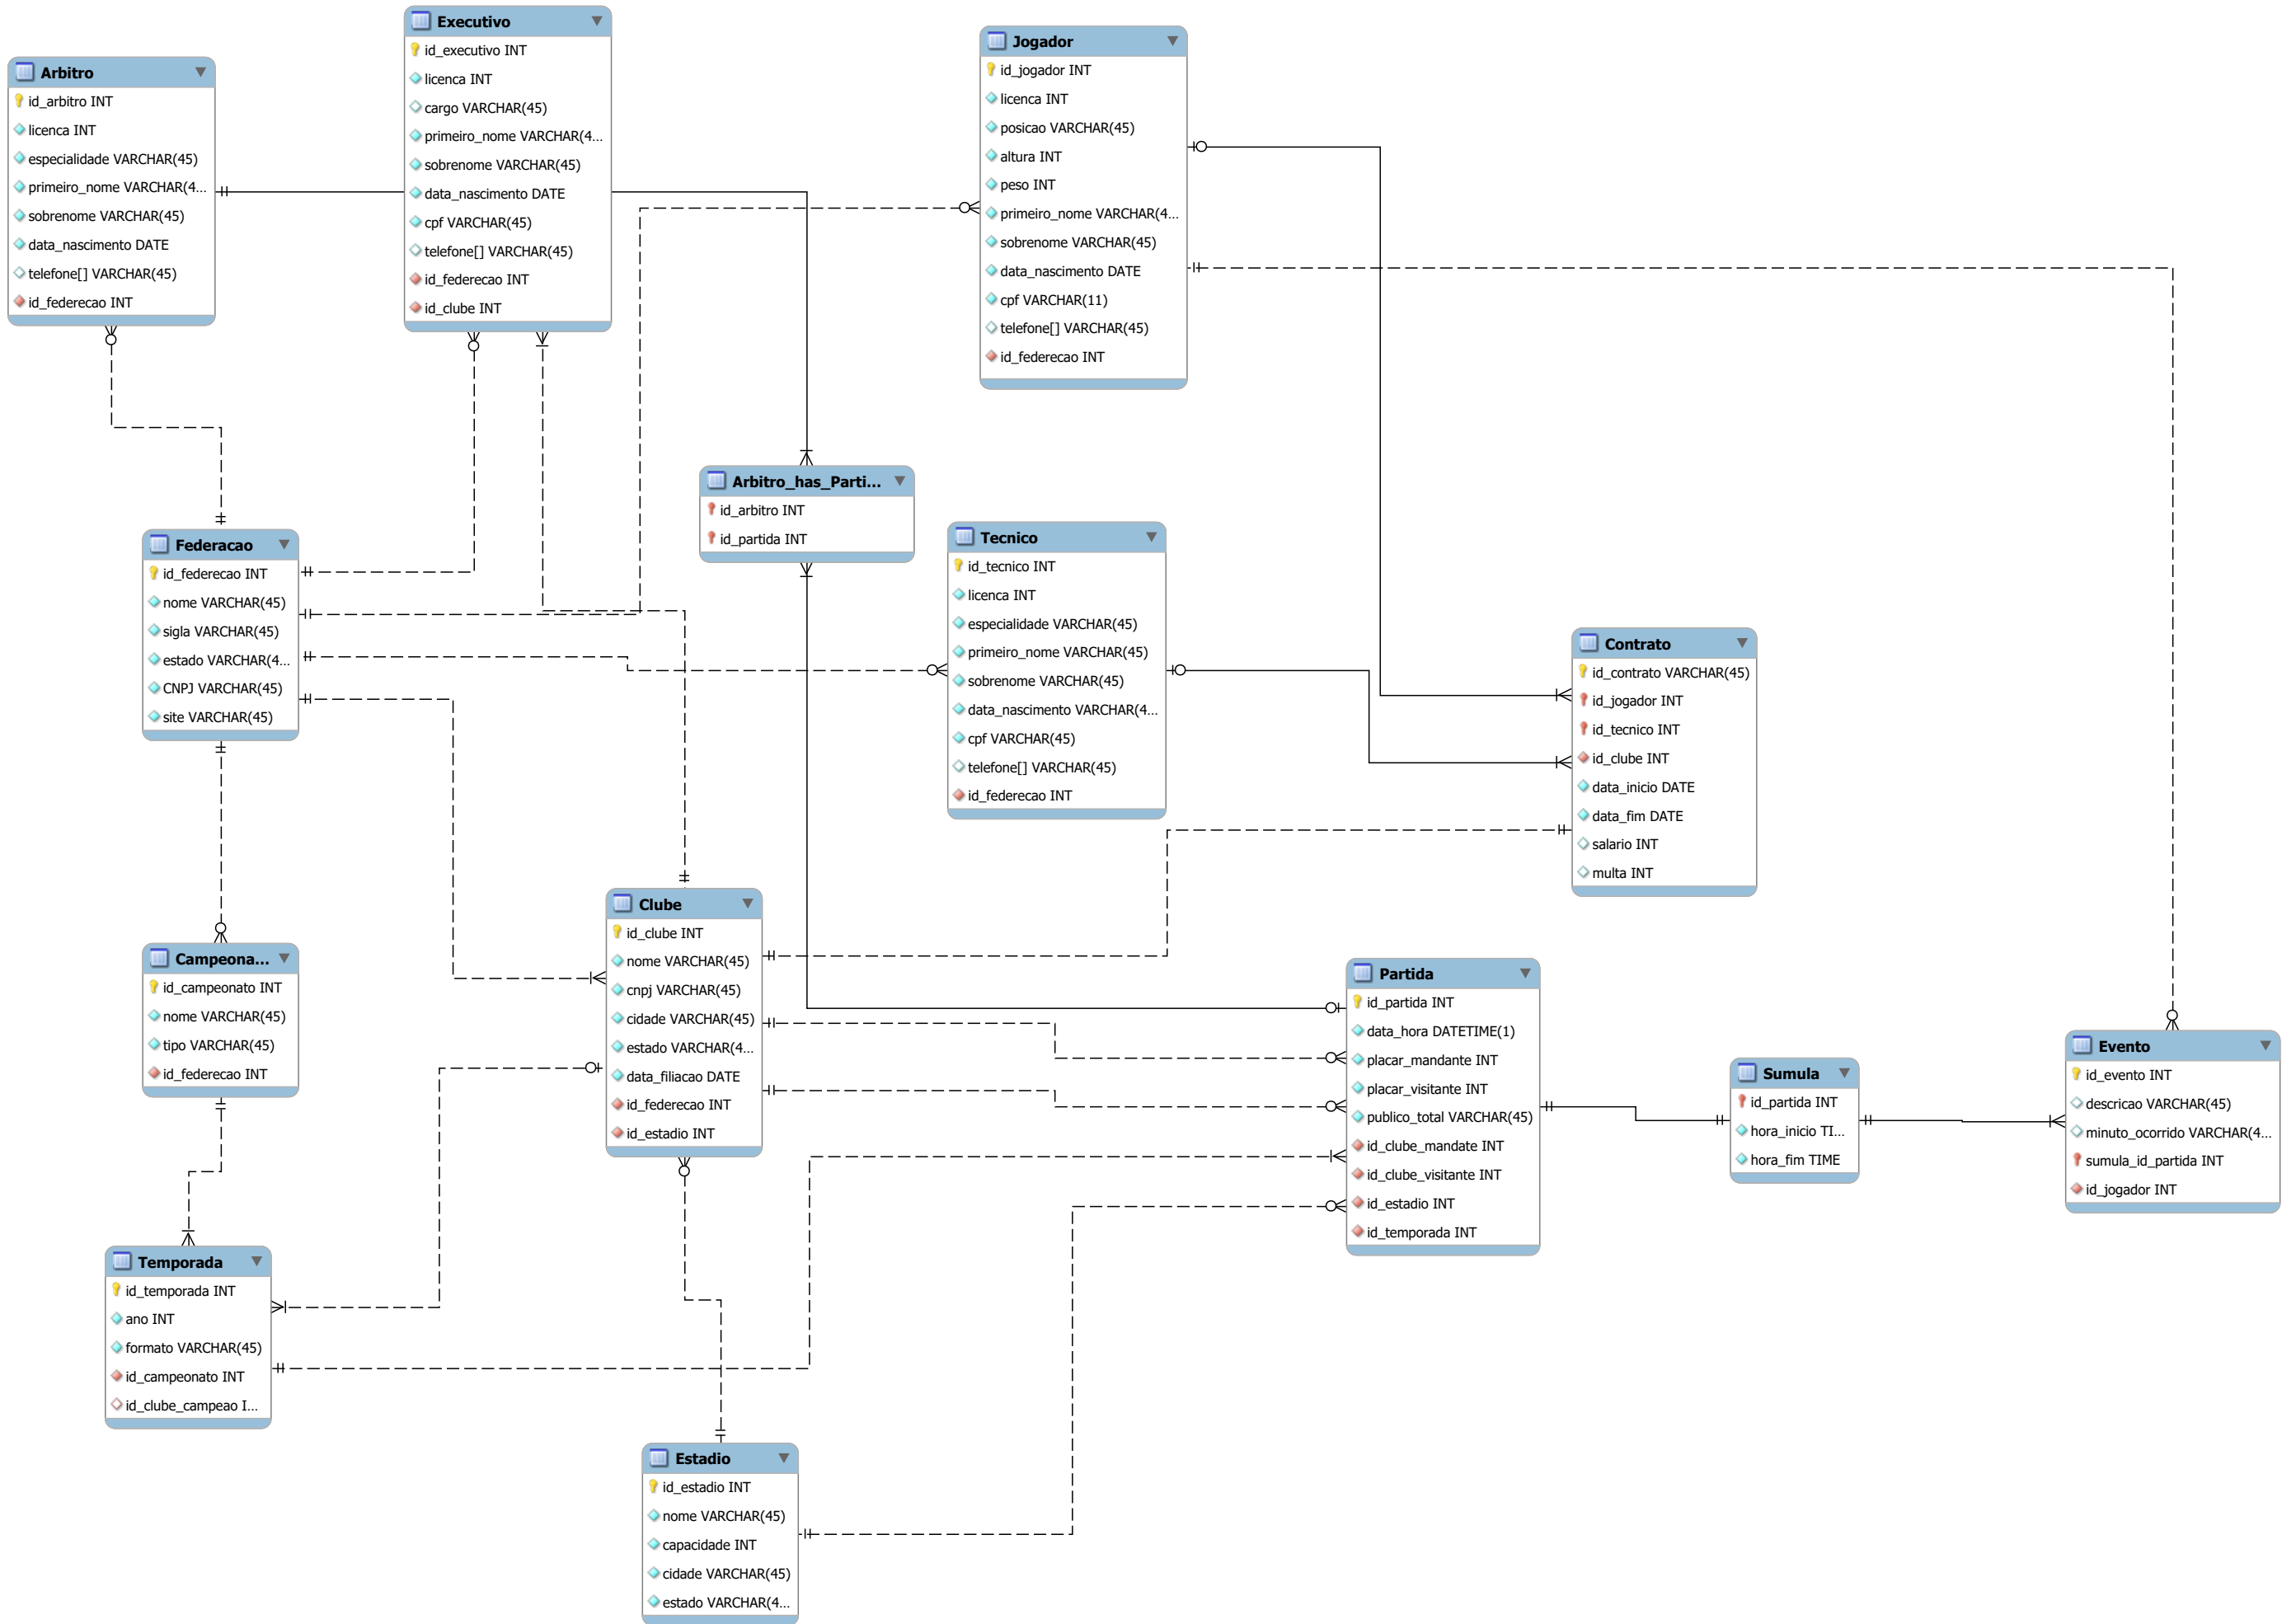 Executivo
id_executivo INT
licenca INT
cargo VARCHAR(45)
primeiro_nome VARCHAR(4...
sobrenome VARCHAR(45)
data_nascimento DATE
cpf VARCHAR(45)
telefone[] VARCHAR(45)
id_federecao INT
id_clube INT
Jogador
id_jogador INT
licenca INT
posicao VARCHAR(45)
altura INT
peso INT
primeiro_nome VARCHAR(4...
sobrenome VARCHAR(45)
data_nascimento DATE
cpf VARCHAR(11)
telefone[] VARCHAR(45)
id_federecao INT
Arbitro
id_arbitro INT
licenca INT
especialidade VARCHAR(45)
primeiro_nome VARCHAR(4...
sobrenome VARCHAR(45)
data_nascimento DATE
telefone[] VARCHAR(45)
id_federecao INT
Arbitro_has_Parti...
id_arbitro INT
id_partida INT
Federacao
id_federecao INT
nome VARCHAR(45)
sigla VARCHAR(45)
estado VARCHAR(4...
CNPJ VARCHAR(45)
site VARCHAR(45)
Tecnico
id_tecnico INT
licenca INT
especialidade VARCHAR(45)
primeiro_nome VARCHAR(45)
sobrenome VARCHAR(45)
data_nascimento VARCHAR(4...
cpf VARCHAR(45)
telefone[] VARCHAR(45)
id_federecao INT
Contrato
id_contrato VARCHAR(45)
id_jogador INT
id_tecnico INT
id_clube INT
data_inicio DATE
data_fim DATE
salario INT
multa INT
Clube
id_clube INT
nome VARCHAR(45)
cnpj VARCHAR(45)
cidade VARCHAR(45)
estado VARCHAR(4...
data_filiacao DATE
id_federecao INT
id_estadio INT
Campeona...
id_campeonato INT
nome VARCHAR(45)
tipo VARCHAR(45)
id_federecao INT
Partida
id_partida INT
data_hora DATETIME(1)
placar_mandante INT
placar_visitante INT
publico_total VARCHAR(45)
id_clube_mandate INT
id_clube_visitante INT
id_estadio INT
id_temporada INT
Sumula
id_partida INT
hora_inicio TI...
hora_fim TIME
Evento
id_evento INT
descricao VARCHAR(45)
minuto_ocorrido VARCHAR(4...
sumula_id_partida INT
id_jogador INT
Temporada
id_temporada INT
ano INT
formato VARCHAR(45)
id_campeonato INT
id_clube_campeao I...
Estadio
id_estadio INT
nome VARCHAR(45)
capacidade INT
cidade VARCHAR(45)
estado VARCHAR(4...